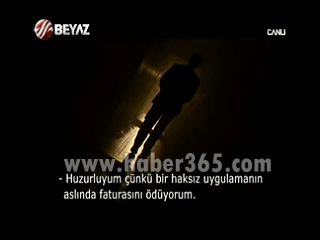 BEYAZ
CANLI
www.haber365.com
- Huzurluyum çünkü bir haksız uygulamanın
aslında faturasını ödüyorum.